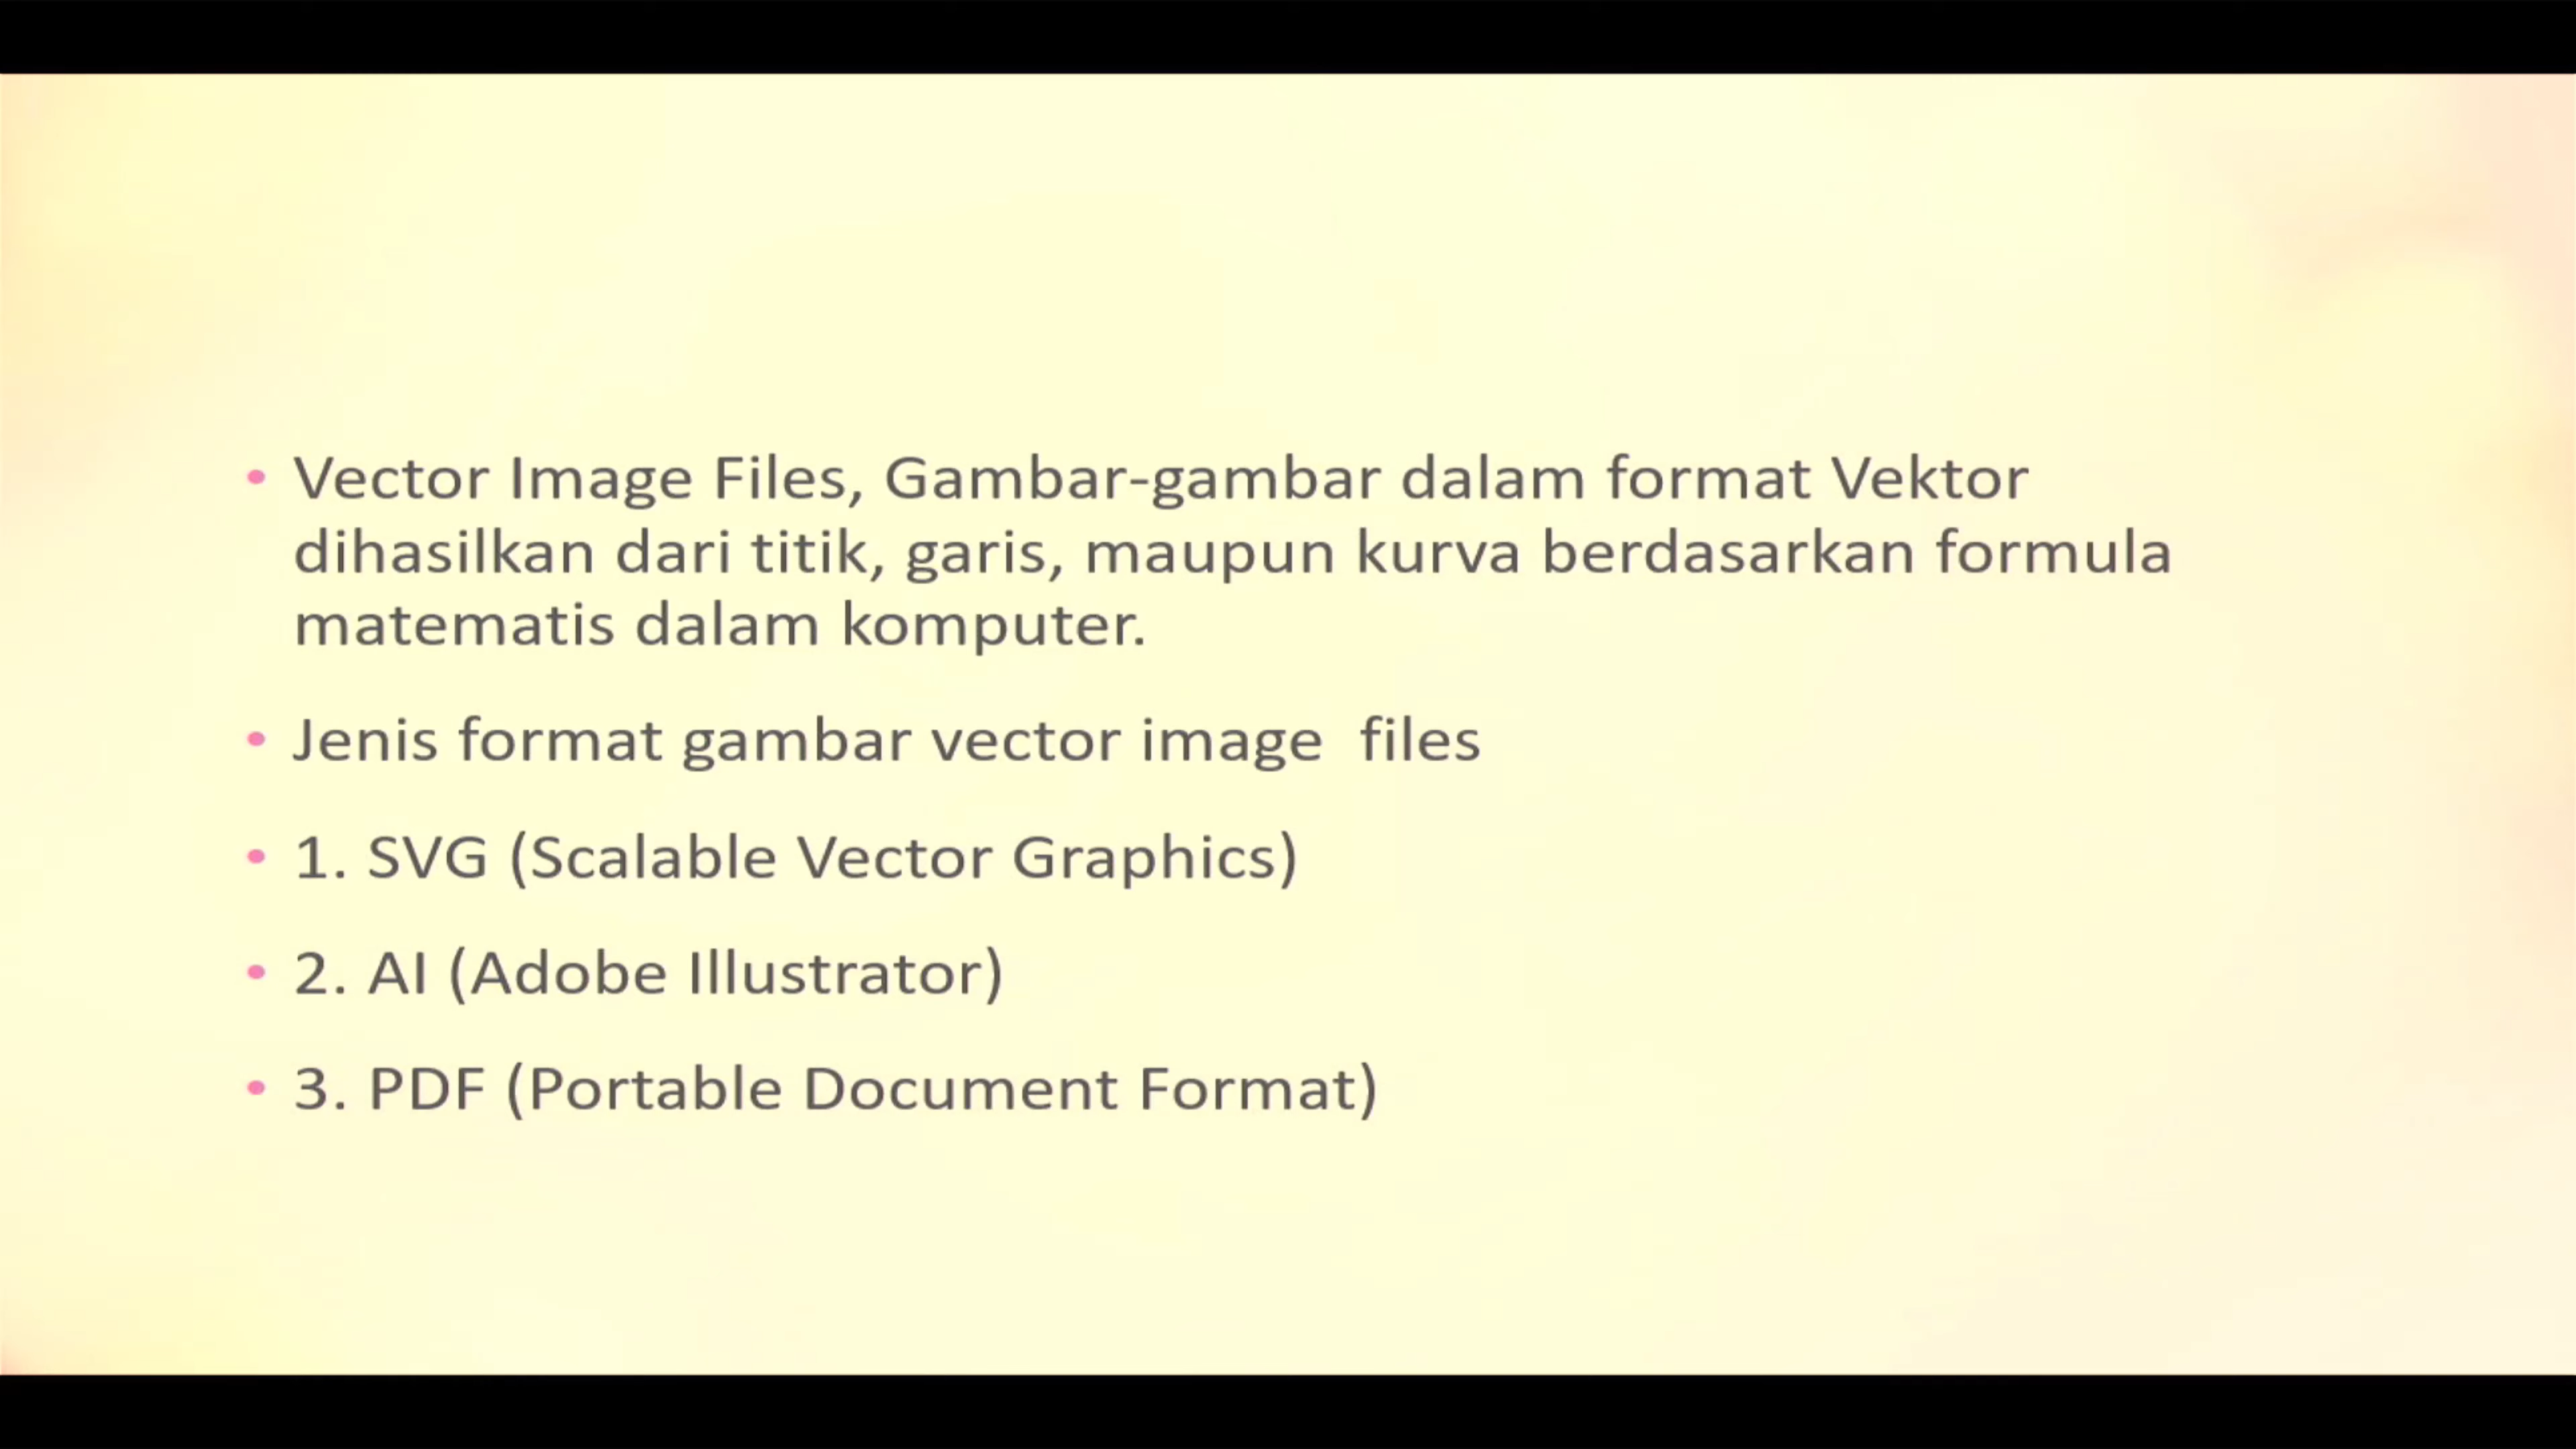 • Vector Image Files, Gambar-gambar dalam format Vektor
dihasilkan dari titik, garis, maupun kurva berdasarkan formula
matematis dalam komputer.
• Jenis format gambar vector image  files
• 1. SVG (Scalable Vector Graphics)
• 2. AI (Adobe Illustrator)
• 3. PDF (Portable Document Format)